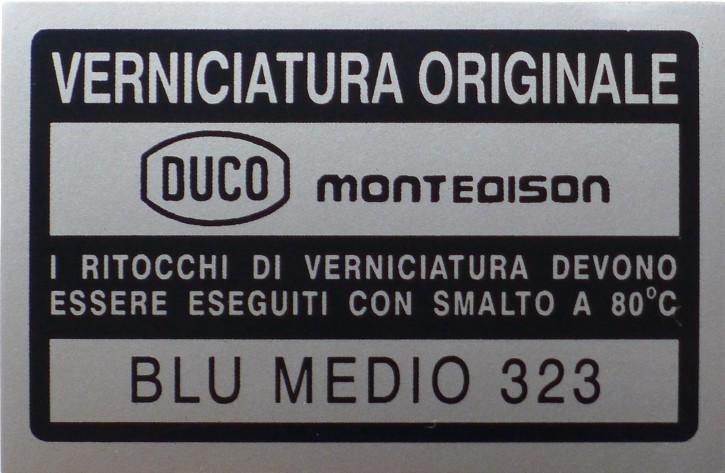 VERNICIATURA ORIGINALE
DUCO MONTEDISON
I RITOCCHI DI VERNICIATURA DEVONO
ESSERE ESEGUITI CON SMALTO A 80°C
BLU MEDIO 323